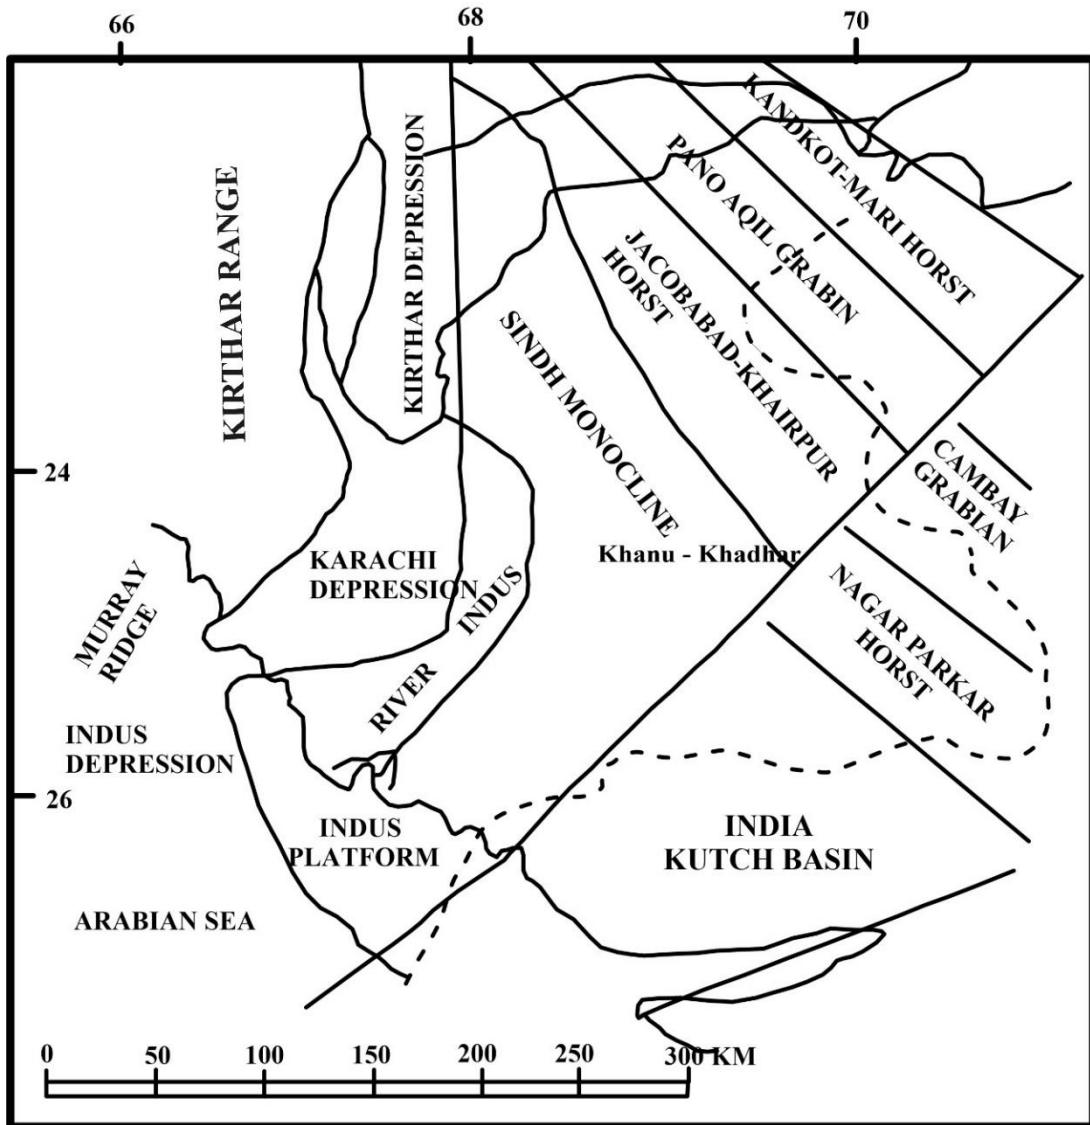 66
68
70
KANDKOT-MARI HORST
PANO AQIL GRABIN
JACOBABAD-KHAIRPUR
HORST
KIRTHAR DEPRESSION
KIRTHAR RANGE
SINDH MONOCLINE
24
CAMBAY
GRABIAN
Khanu - Khadhar
KARACHI
DEPRESSION
MURRAY
RIDGE
RIVER INDUS
NAGAR PARKAR
HORST
INDUS
DEPRESSION
26
INDUS
PLATFORM
INDIA
KUTCH BASIN
ARABIAN SEA
0 50 100 150 200 250 300 KM